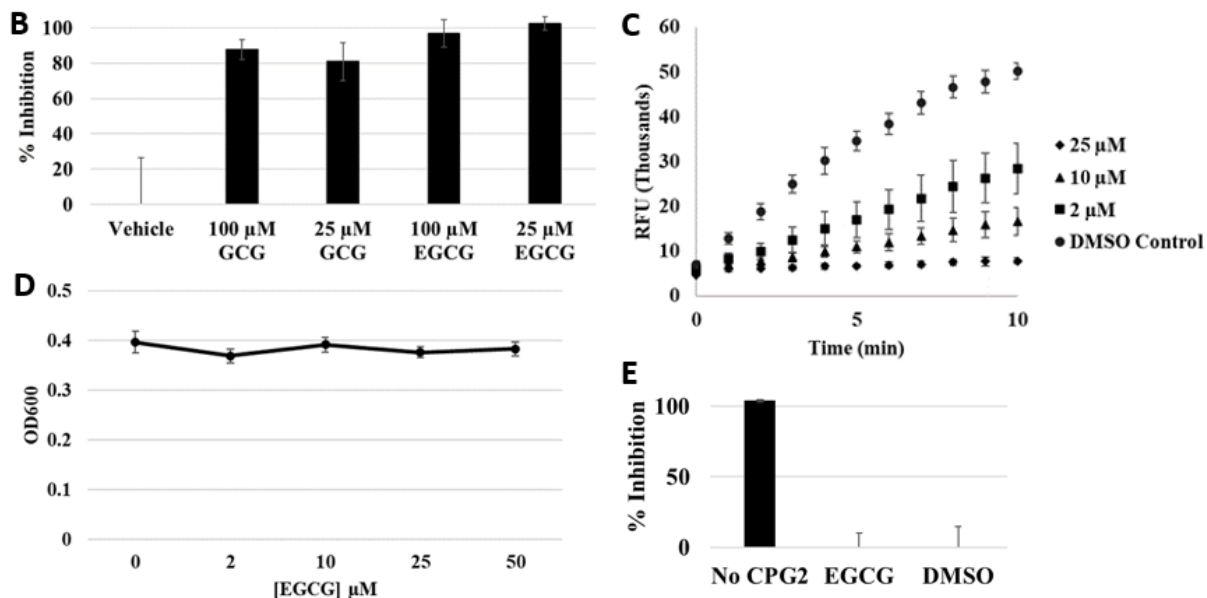 B
% Inhibition
100
80
60
40
20
0
Vehicle
100 µM
GCG
25 µM
GCG
100 µM
EGCG
25 µM
EGCG
C
RFU (Thousands)
60
50
40
30
20
10
0
0
5
10
Time (min)
25 µM
10 µM
2 µM
DMSO Control
D
OD600
0.5
0.4
0.3
0.2
0.1
0
0
2
10
25
50
[EGCG] µM
E
% Inhibition
100
50
0
No CPG2
EGCG
DMSO